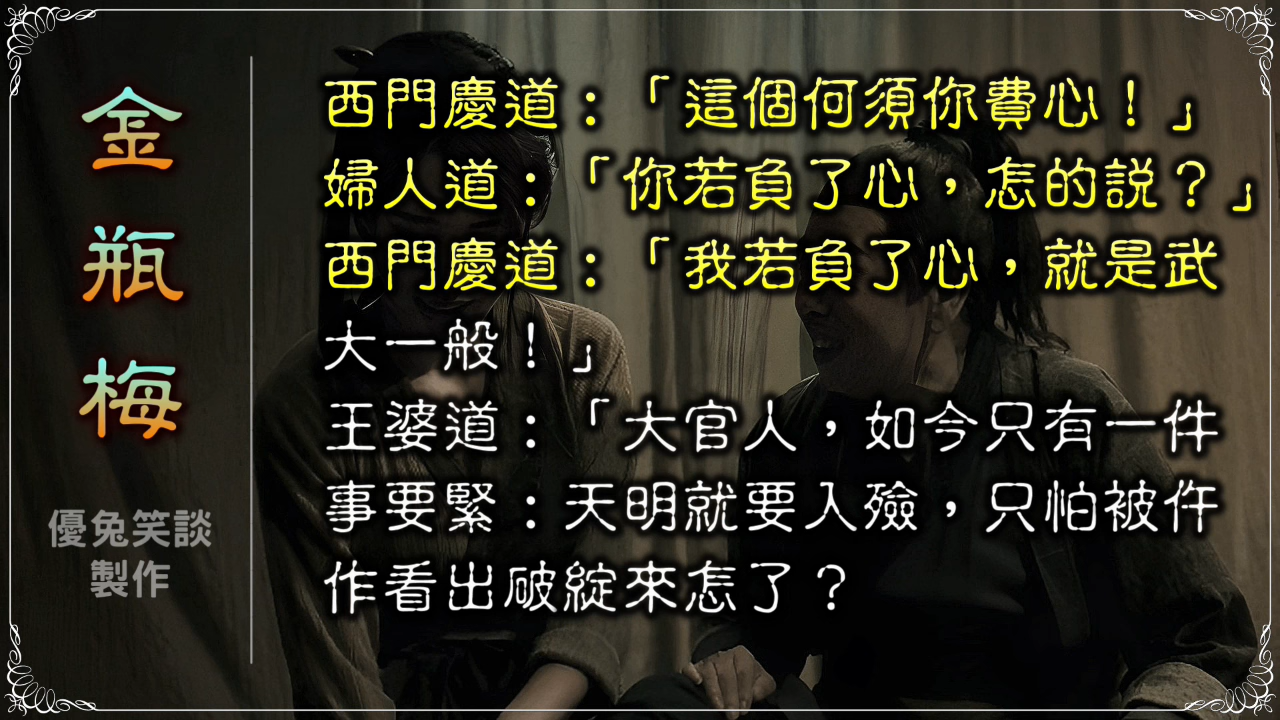 金瓶梅
優兔笑談
製作
西門慶道：「這個何須你費心！」
婦人道：「你若負了心，怎的説？」
西門慶道：「我若負了心，就是武
大一般！」
王婆道：「大官人，如今只有一件
事要緊：天明就要入殮，只怕被仵
作看出破綻來怎了？